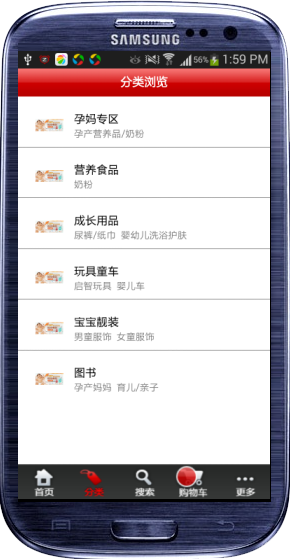 SAMSUNG
56% 1:59 PM
分类浏览
孕妈专区
孕产营养品/奶粉
营养食品
奶粉
成长用品
尿裤/纸巾 婴幼儿洗浴护肤
玩具童车
启智玩具 婴儿车
宝宝靓装
男童服饰 女童服饰
图书
孕产妈妈 育儿/亲子
首页 分类 搜索 购物车 更多